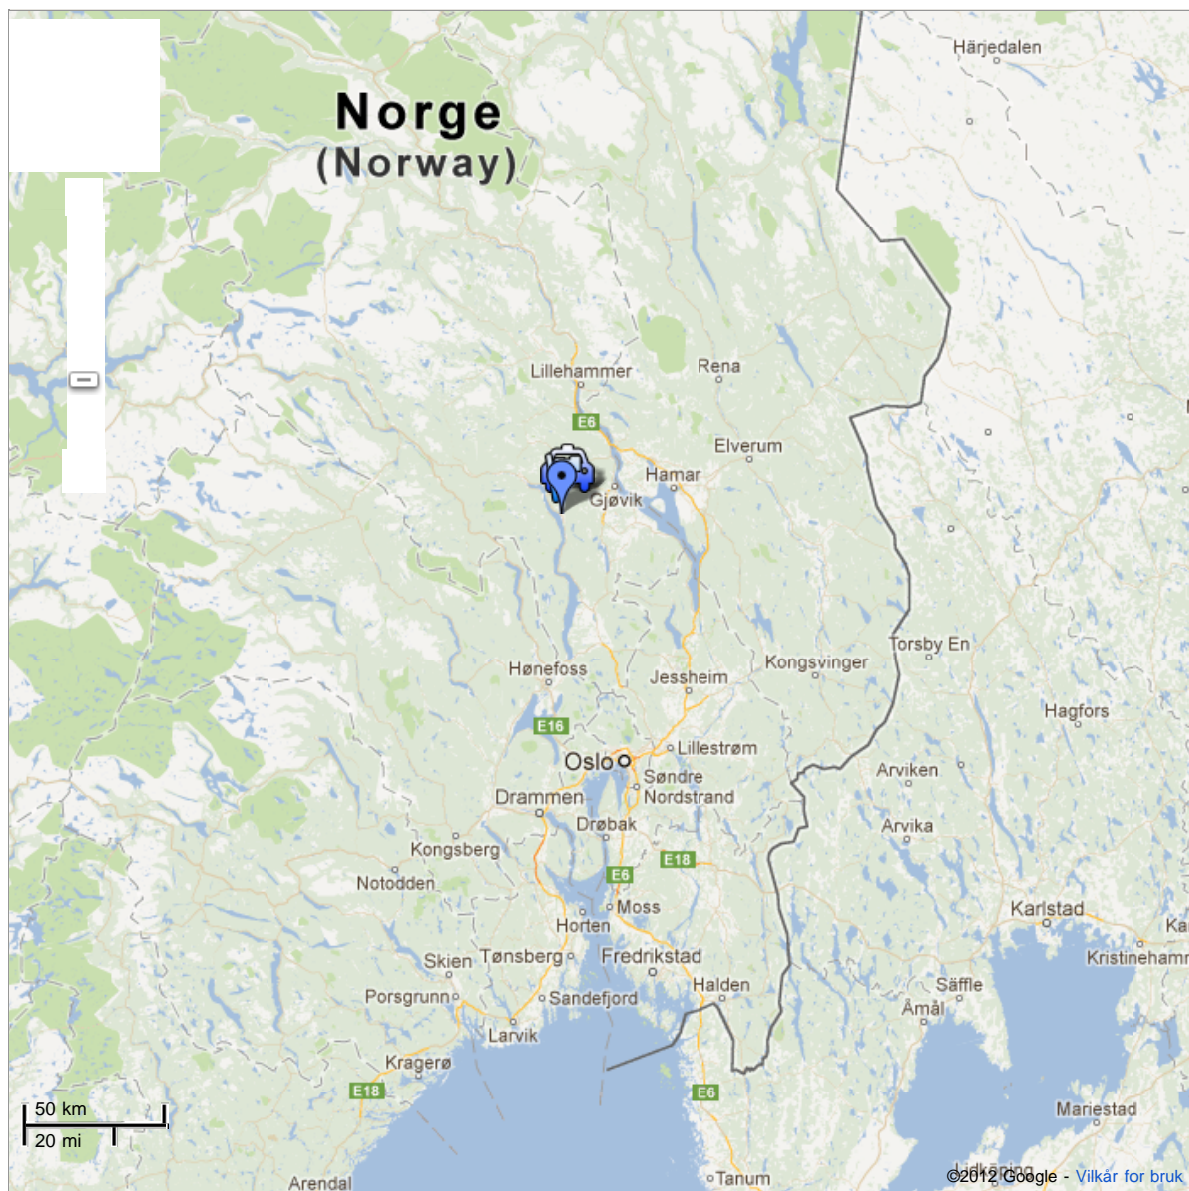 Härjedalen
Norge
(Norway)
Rena
Lillehammer
E6
Elverum
Hamar
Gjøvik
Torsby En
Kongsvinger
Hønefoss
Jessheim
Hagfors
E16
Lillestrøm
Oslo
Arviken
Søndre
Nordstrand
Drammen
Drøbak
Arvika
Kongsberg
E18
Notodden
E6
Moss
Karlstad
Horten
Ka
Tønsberg
Fredrikstad
Kristinehamn
Skien
Halden
Säffle
Porsgrunn
Sandefjord
Åmål
Larvik
Kragerø
E18
E6
50 km
Mariestad
20 mi
Lidköping
©2012 Google - Vilkår for bruk
Tanum
Arendal